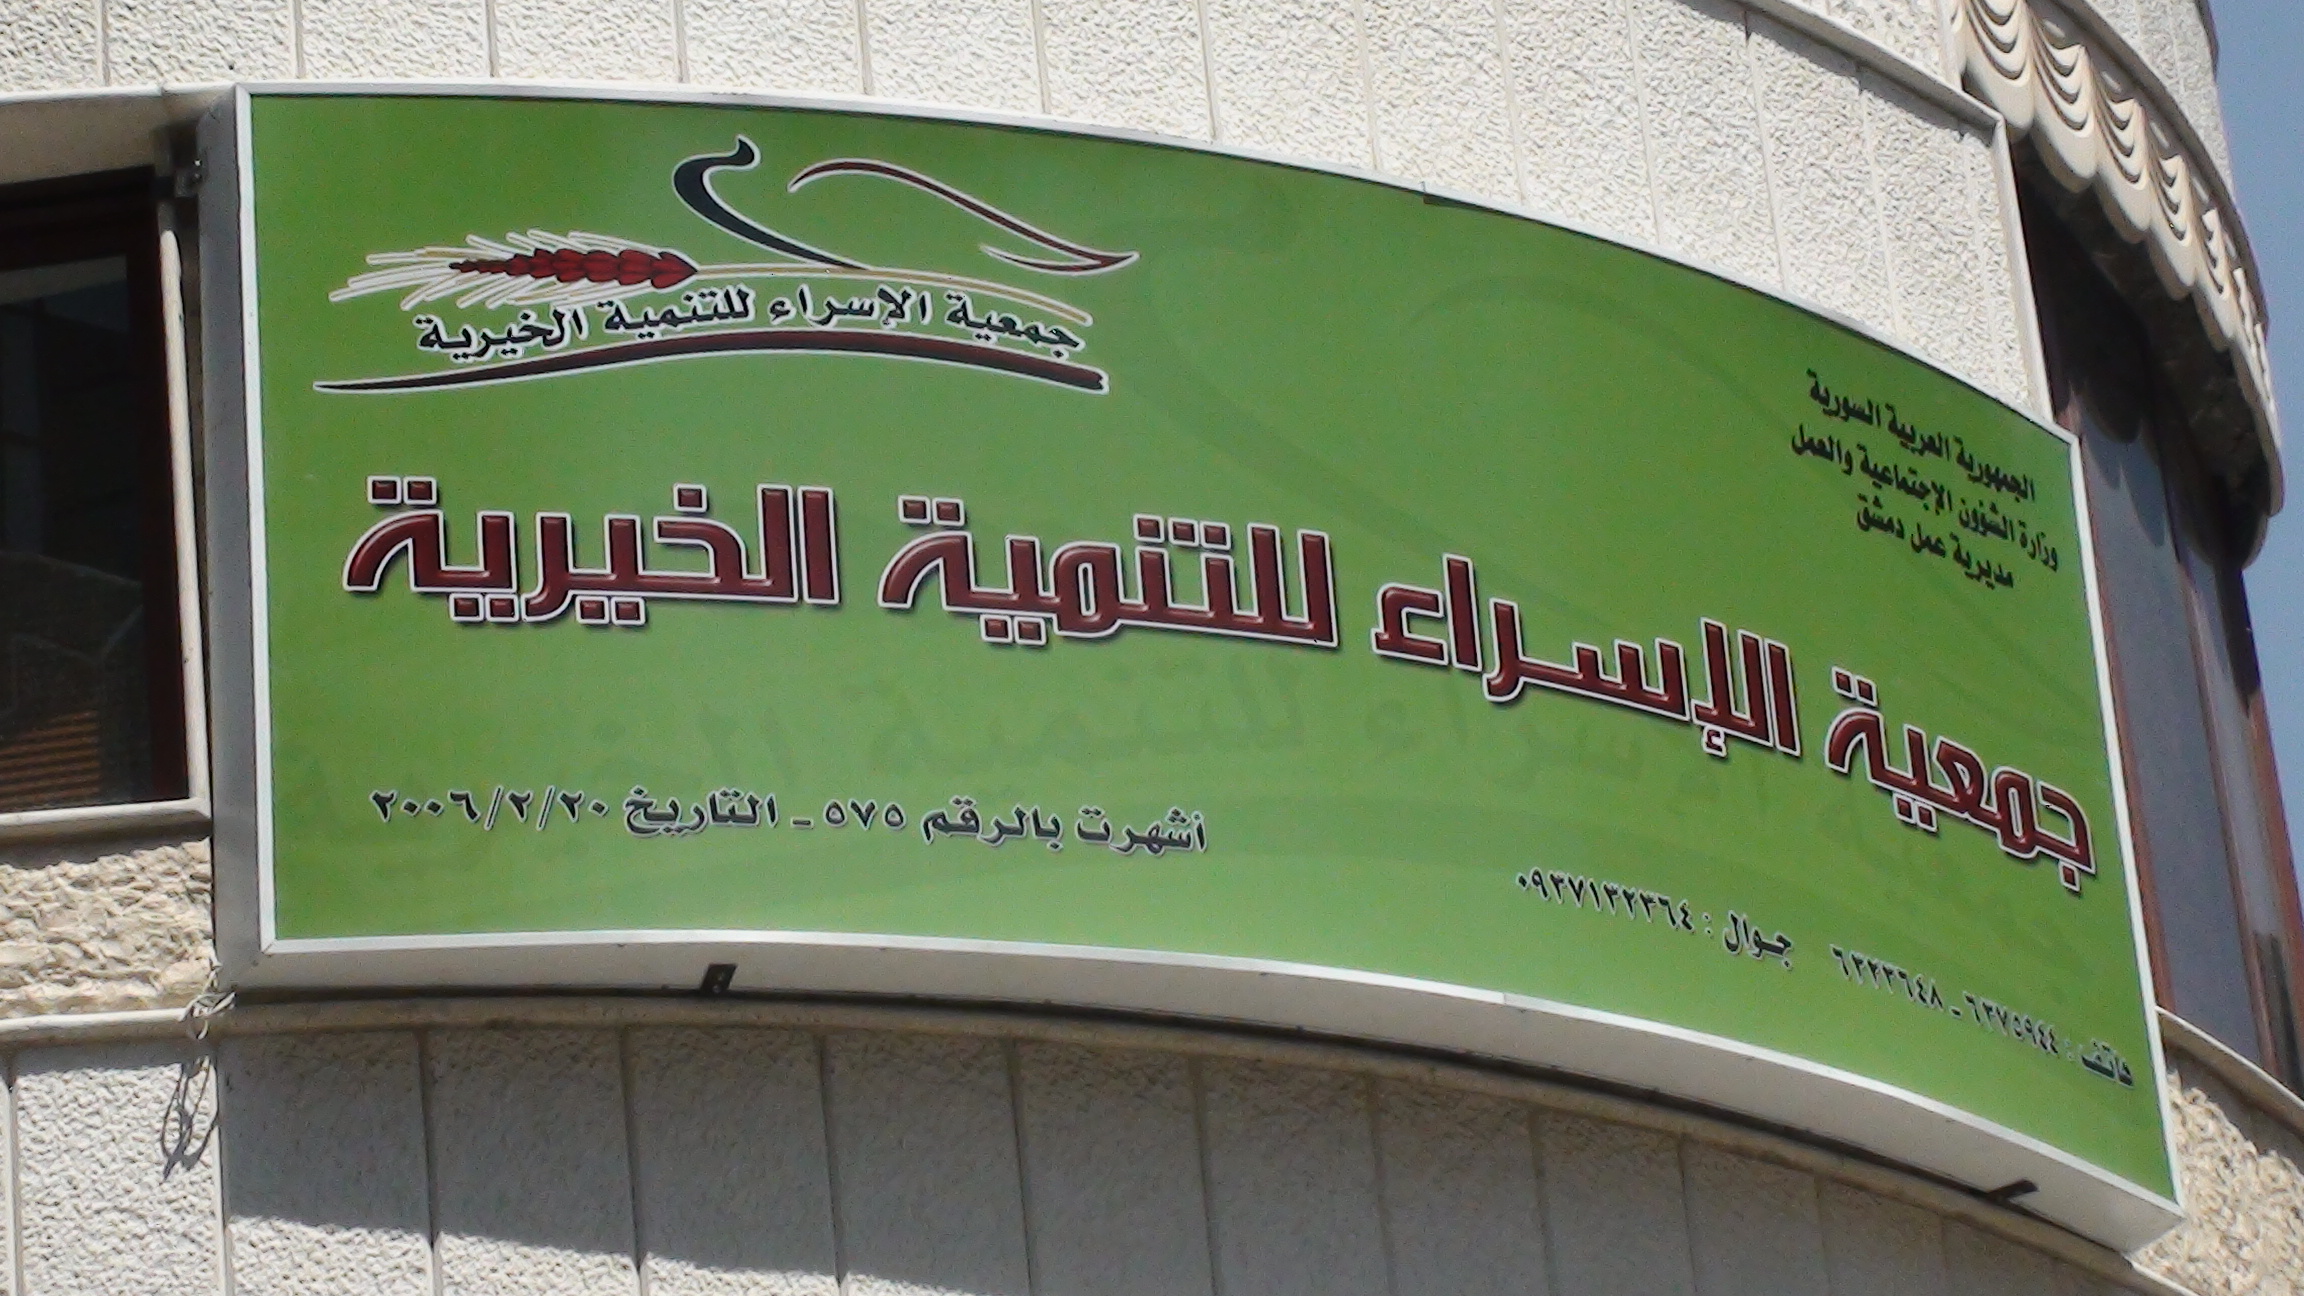 جمعية الإسراء للتنمية الخيرية
الجمهورية العربية السورية
وزارة الشؤون الإجتماعية والعمل
مديرية عمل دمشق
جمعية الإسراء للتنمية الخيرية
أشهرت بالرقم ٥٧٥ - التاريخ ٢٠٠٦/٢/٢٠
هاتف : ٦٣٧٥٩٤٤ - ٦٢٢٣٦٤٨ جوال : ٠٩٣٧١٣٢٣٦٤